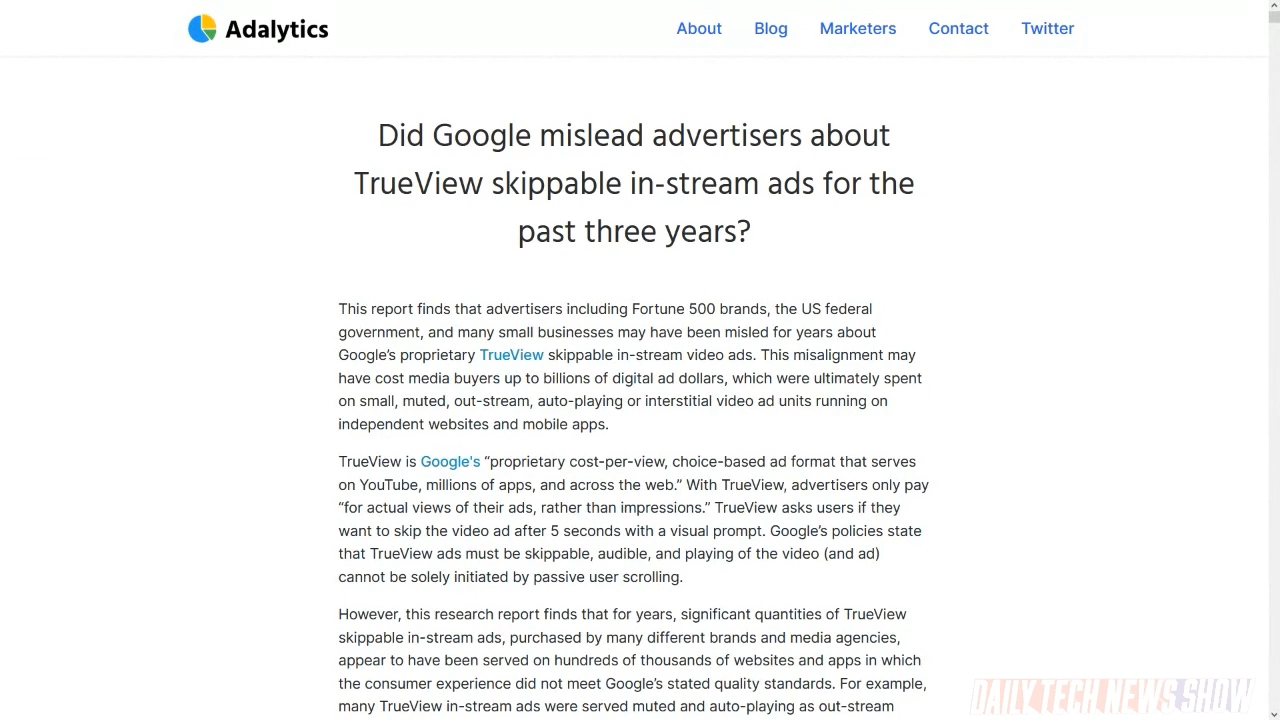 Adalytics
About Blog Marketers Contact Twitter
Did Google mislead advertisers about
TrueView skippable in-stream ads for the
past three years?
This report finds that advertisers including Fortune 500 brands, the US federal
government, and many small businesses may have been misled for years about
Google’s proprietary TrueView skippable in-stream video ads. This misalignment may
have cost media buyers up to billions of digital ad dollars, which were ultimately spent
on small, muted, out-stream, auto-playing or interstitial video ad units running on
independent websites and mobile apps.
TrueView is Google's “proprietary cost-per-view, choice-based ad format that serves
on YouTube, millions of apps, and across the web.” With TrueView, advertisers only pay
“for actual views of their ads, rather than impressions.” TrueView asks users if they
want to skip the video ad after 5 seconds with a visual prompt. Google’s policies state
that TrueView ads must be skippable, audible, and playing of the video (and ad)
cannot be solely initiated by passive user scrolling.
However, this research report finds that for years, significant quantities of TrueView
skippable in-stream ads, purchased by many different brands and media agencies,
appear to have been served on hundreds of thousands of websites and apps in which
the consumer experience did not meet Google’s stated quality standards. For example,
many TrueView in-stream ads were served muted and auto-playing as out-stream
DAILY TECH NEWS SHOW